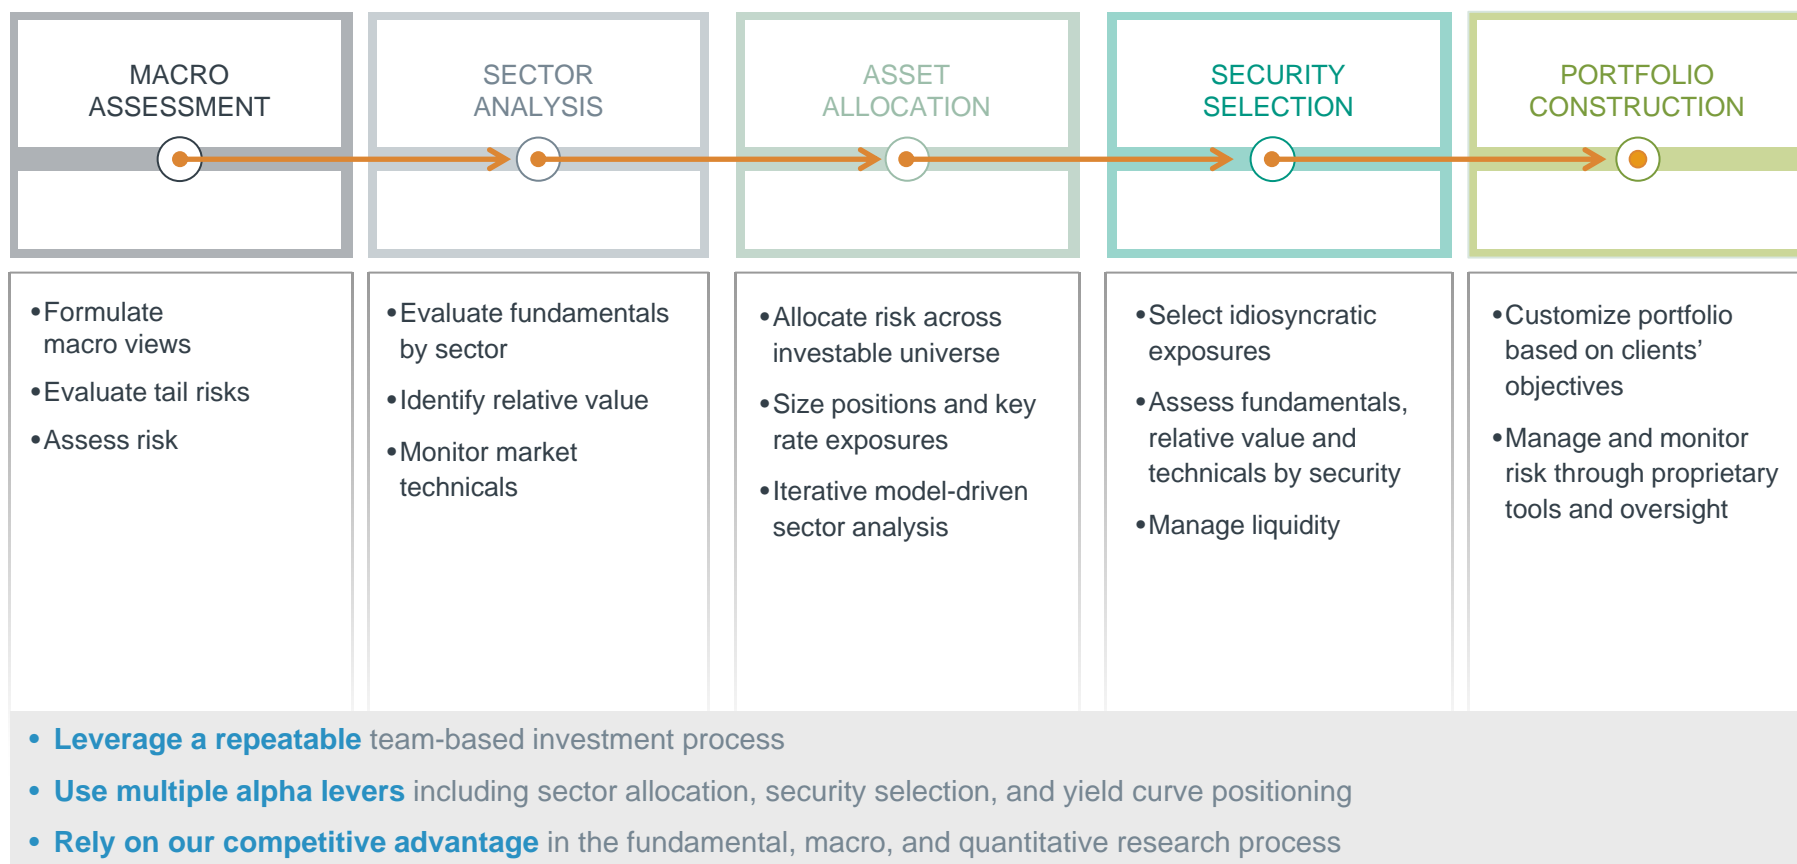 MACRO
ASSESSMENT
SECTOR
ANALYSIS
ASSET
ALLOCATION
SECURITY
SELECTION
PORTFOLIO
CONSTRUCTION
•Formulate
macro views
•Evaluate tail risks
•Assess risk
•Evaluate fundamentals
by sector
•Identify relative value
•Monitor market
technicals
•Allocate risk across
investable universe
•Size positions and key
rate exposures
•Iterative model-driven
sector analysis
•Select idiosyncratic
exposures
•Assess fundamentals,
relative value and
technicals by security
•Manage liquidity
•Customize portfolio
based on clients’
objectives
•Manage and monitor
risk through proprietary
tools and oversight
• Leverage a repeatable team-based investment process
• Use multiple alpha levers including sector allocation, security selection, and yield curve positioning
• Rely on our competitive advantage in the fundamental, macro, and quantitative research process